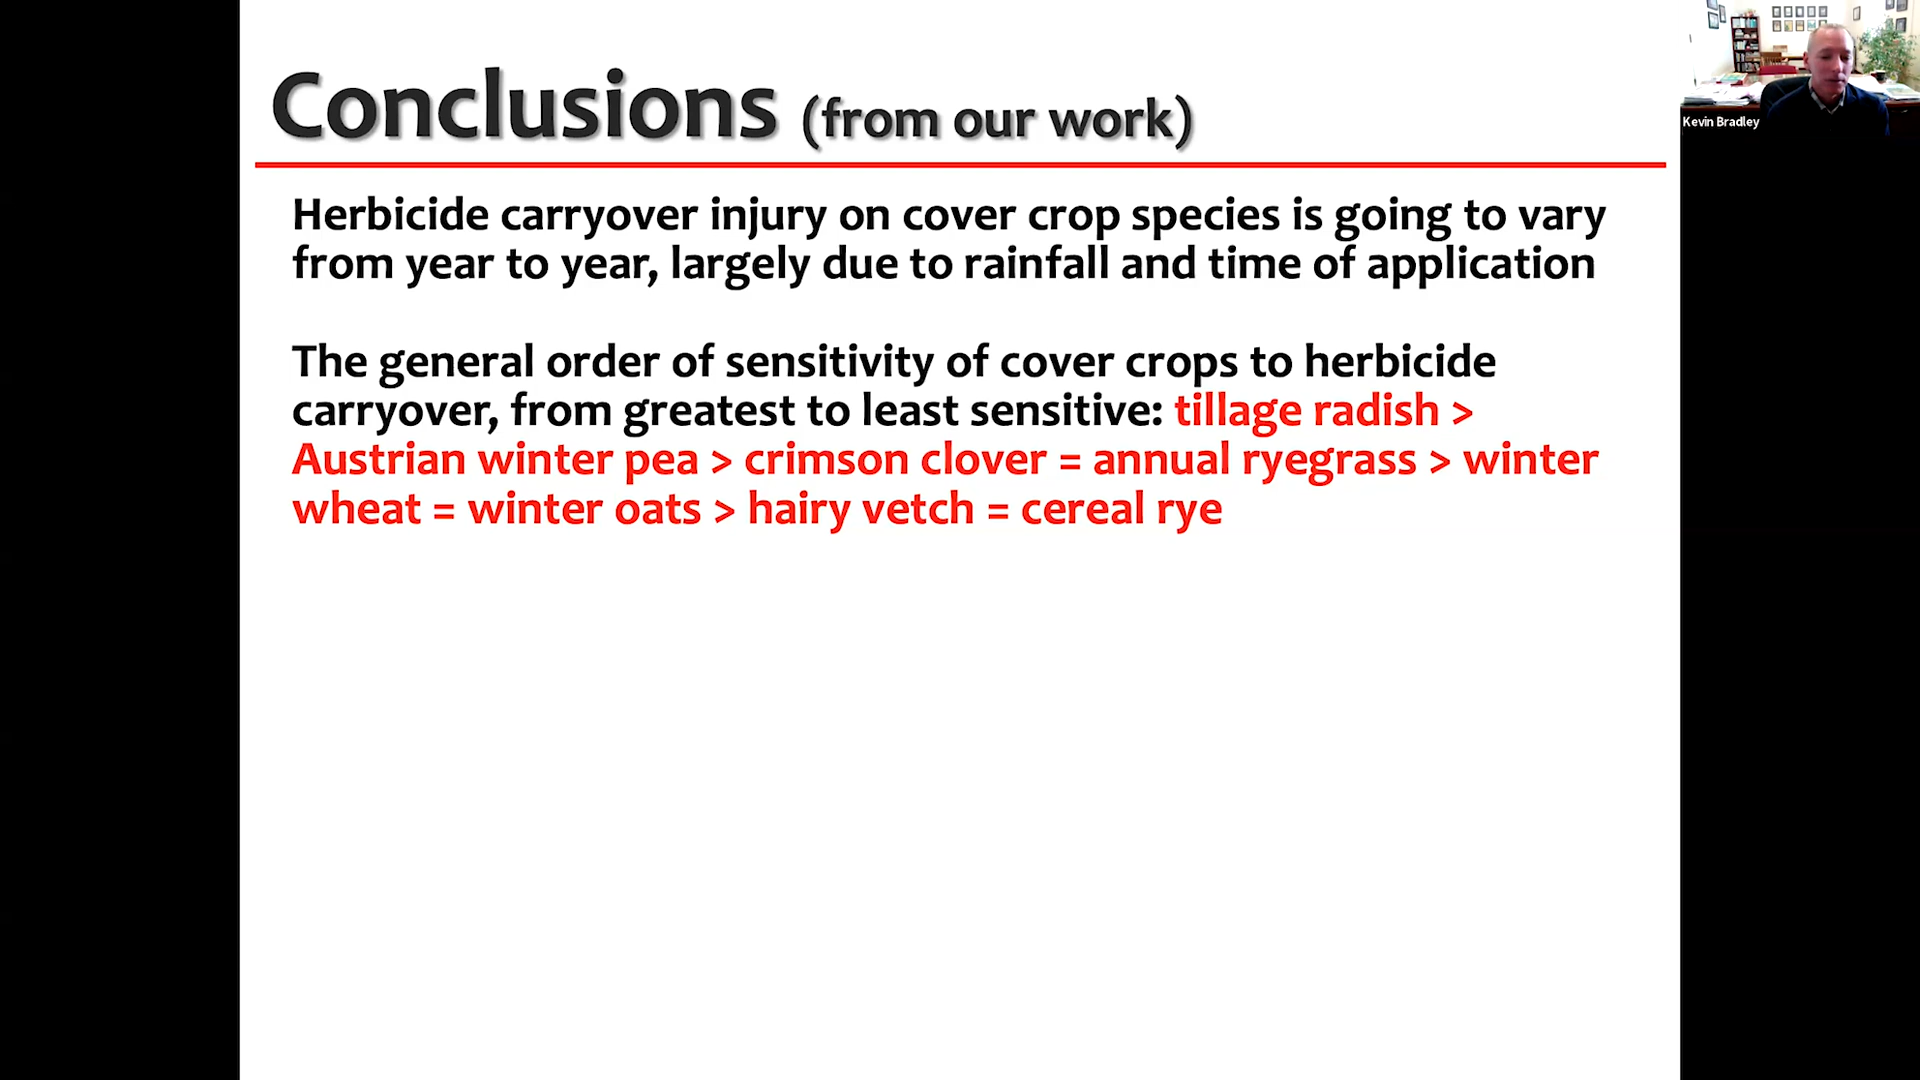 Conclusions (from our work)
Kevin Bradley
Herbicide carryover injury on cover crop species is going to vary
from year to year, largely due to rainfall and time of application
The general order of sensitivity of cover crops to herbicide
carryover, from greatest to least sensitive: tillage radish >
Austrian winter pea > crimson clover = annual ryegrass > winter
wheat = winter oats > hairy vetch = cereal rye